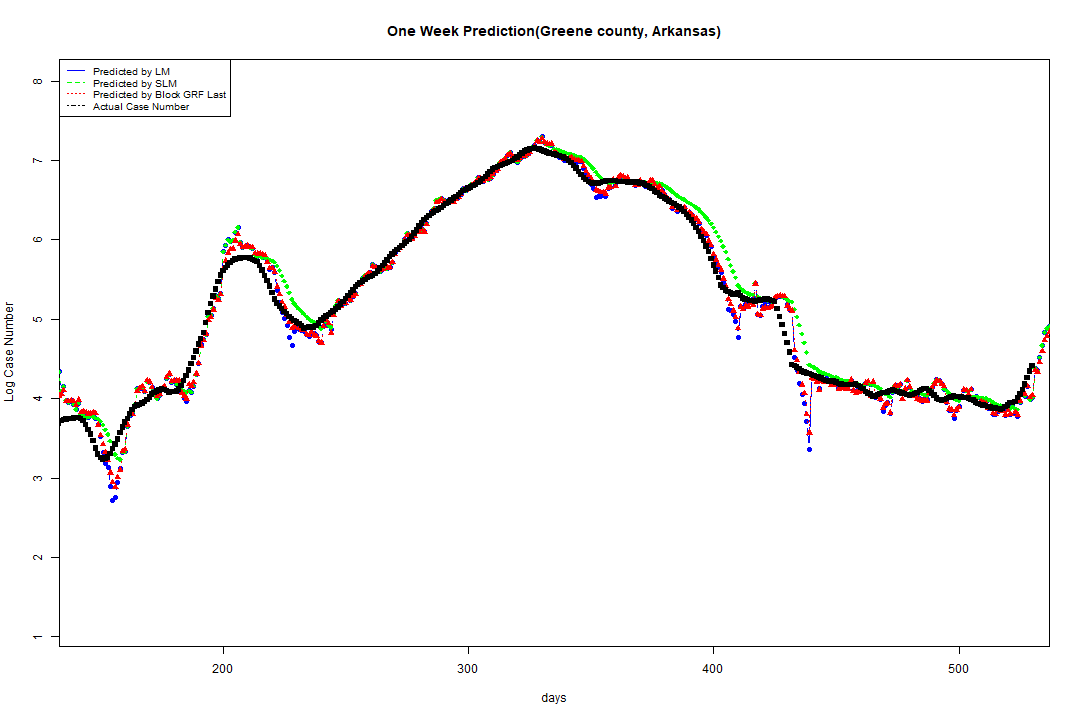 One Week Prediction(Greene county, Arkansas)
Predicted by LM
Predicted by SLM
Predicted by Block GRF Last
Actual Case Number
8
7
6
5
4
3
2
1
Log Case Number
200 300 400 500
days